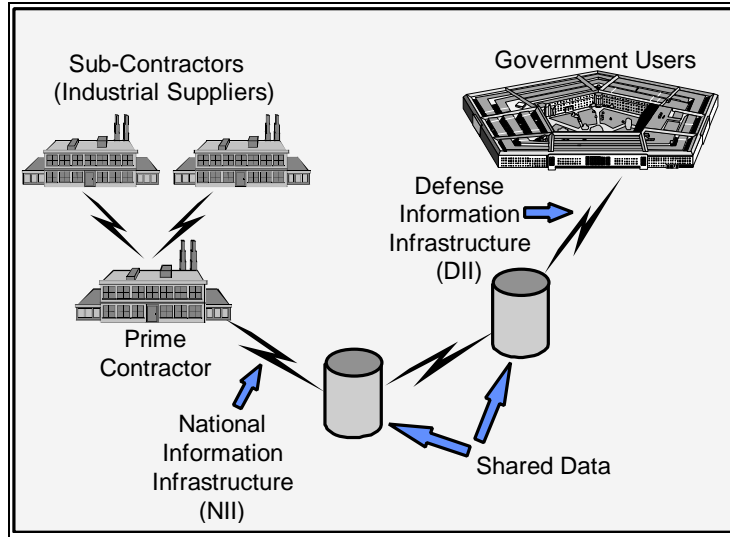 Sub-Contractors
(Industrial Suppliers)
Government Users
Defense
Information
Infrastructure
(DII)
Prime
Contractor
National
Information
Infrastructure
(NII)
Shared Data